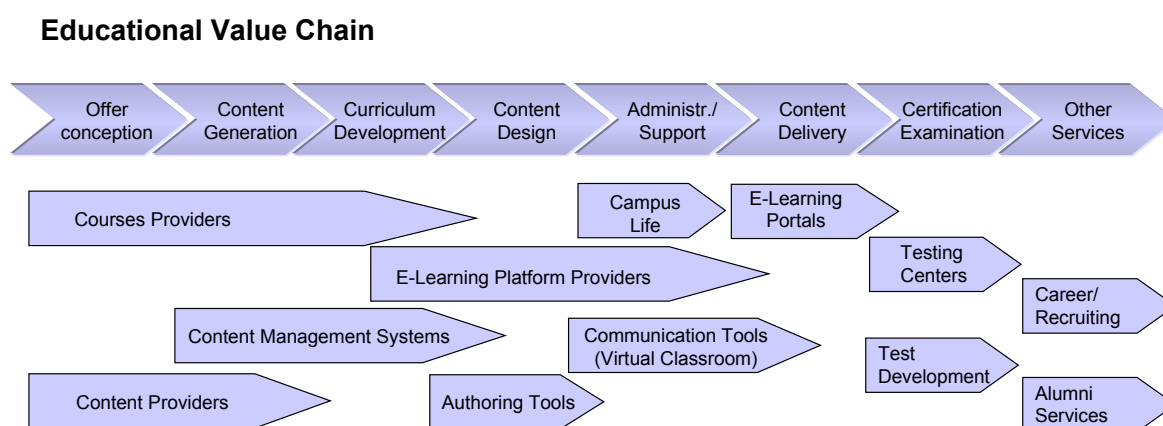 Educational Value Chain
Offer
conception
Content
Generation
Curriculum
Development
Content
Design
Administr./
Support
Content
Delivery
Certification
Examination
Other
Services
Courses Providers
Campus
Life
E-Learning
Portals
E-Learning Platform Providers
Testing
Centers
Career/
Recruiting
Content Management Systems
Communication Tools
(Virtual Classroom)
Test
Development
Content Providers
Authoring Tools
Alumni
Services